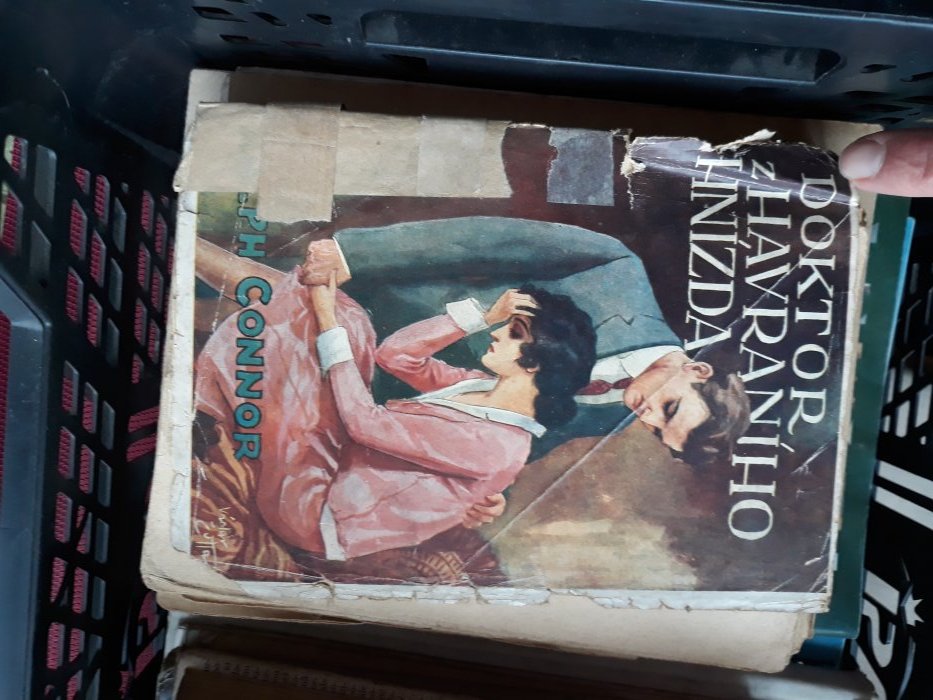 DOKTOR
Z HAVRANÍHO
HNÍZDA
PH CONNOR